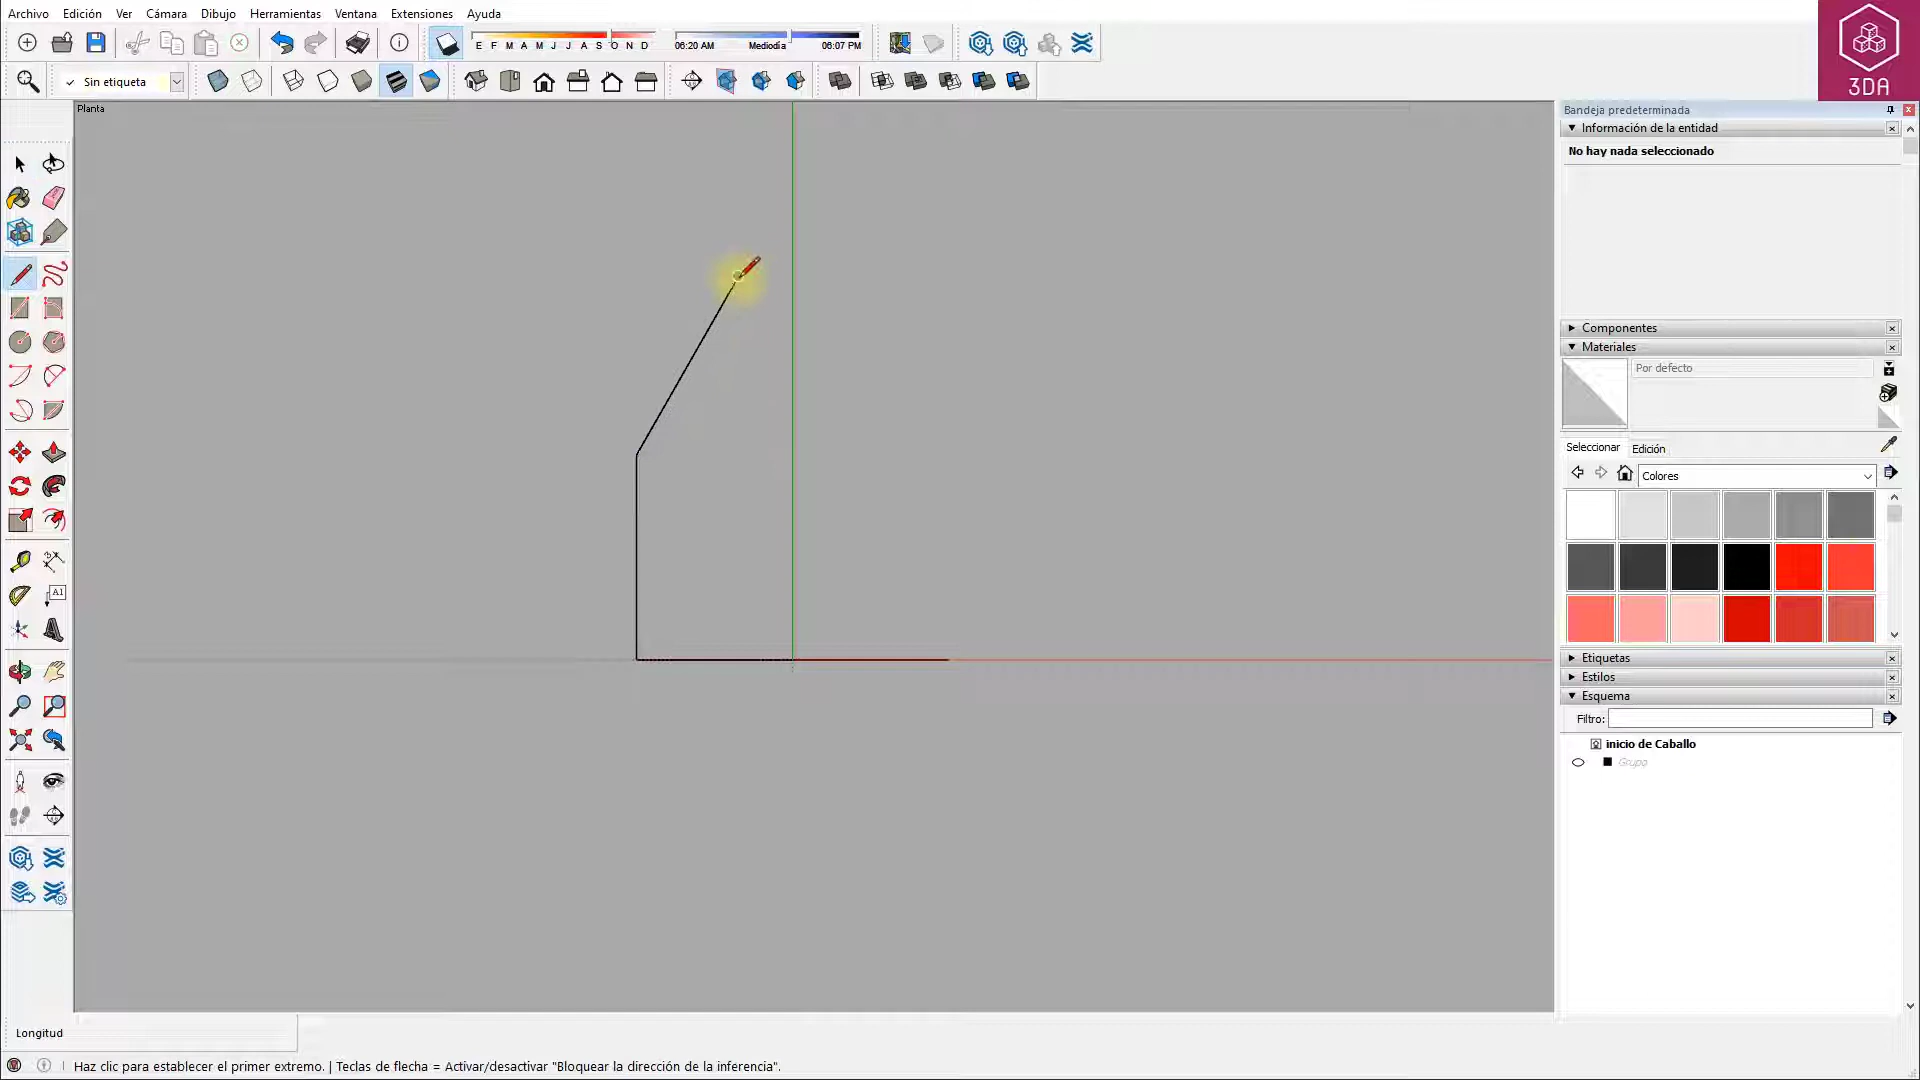 Archivo Edición Ver Cámara Dibujo Herramientas Ventana Extensiones Ayuda
E F M A M J J A S O N D 06:20 AM Mediodía 06:07 PM
3DA
Sin etiqueta
Planta
Bandeja predeterminada
Información de la entidad
No hay nada seleccionado
Componentes
Materiales
Por defecto
Seleccionar Edición
Colores
A1
Etiquetas
Estilos
Esquema
Filtro:
inicio de Caballo
Grupo
Longitud
Haz clic para establecer el primer extremo. | Teclas de flecha = Activar/desactivar "Bloquear la dirección de la inferencia".